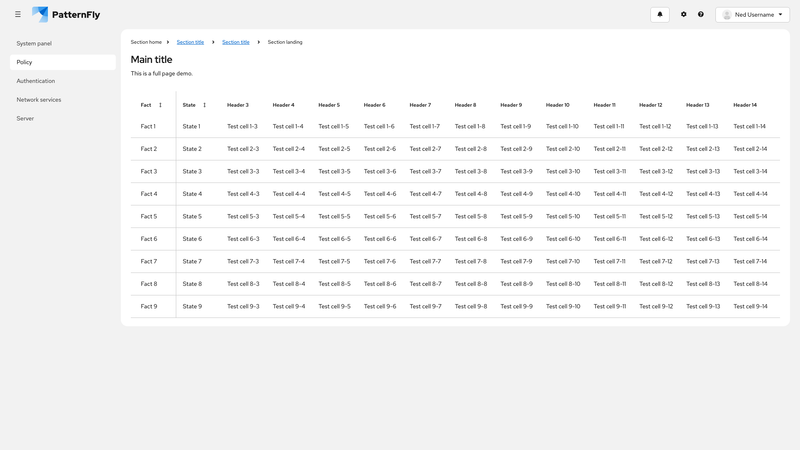 PatternFly
Ned Username
System panel
Policy
Authentication
Network services
Server
Section home Section title Section title Section landing
Main title
This is a full page demo.
Fact State Header 3 Header 4 Header 5 Header 6 Header 7 Header 8 Header 9 Header 10 Header 11 Header 12 Header 13 Header 14
Fact 1 State 1 Test cell 1-3 Test cell 1-4 Test cell 1-5 Test cell 1-6 Test cell 1-7 Test cell 1-8 Test cell 1-9 Test cell 1-10 Test cell 1-11 Test cell 1-12 Test cell 1-13 Test cell 1-14
Fact 2 State 2 Test cell 2-3 Test cell 2-4 Test cell 2-5 Test cell 2-6 Test cell 2-7 Test cell 2-8 Test cell 2-9 Test cell 2-10 Test cell 2-11 Test cell 2-12 Test cell 2-13 Test cell 2-14
Fact 3 State 3 Test cell 3-3 Test cell 3-4 Test cell 3-5 Test cell 3-6 Test cell 3-7 Test cell 3-8 Test cell 3-9 Test cell 3-10 Test cell 3-11 Test cell 3-12 Test cell 3-13 Test cell 3-14
Fact 4 State 4 Test cell 4-3 Test cell 4-4 Test cell 4-5 Test cell 4-6 Test cell 4-7 Test cell 4-8 Test cell 4-9 Test cell 4-10 Test cell 4-11 Test cell 4-12 Test cell 4-13 Test cell 4-14
Fact 5 State 5 Test cell 5-3 Test cell 5-4 Test cell 5-5 Test cell 5-6 Test cell 5-7 Test cell 5-8 Test cell 5-9 Test cell 5-10 Test cell 5-11 Test cell 5-12 Test cell 5-13 Test cell 5-14
Fact 6 State 6 Test cell 6-3 Test cell 6-4 Test cell 6-5 Test cell 6-6 Test cell 6-7 Test cell 6-8 Test cell 6-9 Test cell 6-10 Test cell 6-11 Test cell 6-12 Test cell 6-13 Test cell 6-14
Fact 7 State 7 Test cell 7-3 Test cell 7-4 Test cell 7-5 Test cell 7-6 Test cell 7-7 Test cell 7-8 Test cell 7-9 Test cell 7-10 Test cell 7-11 Test cell 7-12 Test cell 7-13 Test cell 7-14
Fact 8 State 8 Test cell 8-3 Test cell 8-4 Test cell 8-5 Test cell 8-6 Test cell 8-7 Test cell 8-8 Test cell 8-9 Test cell 8-10 Test cell 8-11 Test cell 8-12 Test cell 8-13 Test cell 8-14
Fact 9 State 9 Test cell 9-3 Test cell 9-4 Test cell 9-5 Test cell 9-6 Test cell 9-7 Test cell 9-8 Test cell 9-9 Test cell 9-10 Test cell 9-11 Test cell 9-12 Test cell 9-13 Test cell 9-14